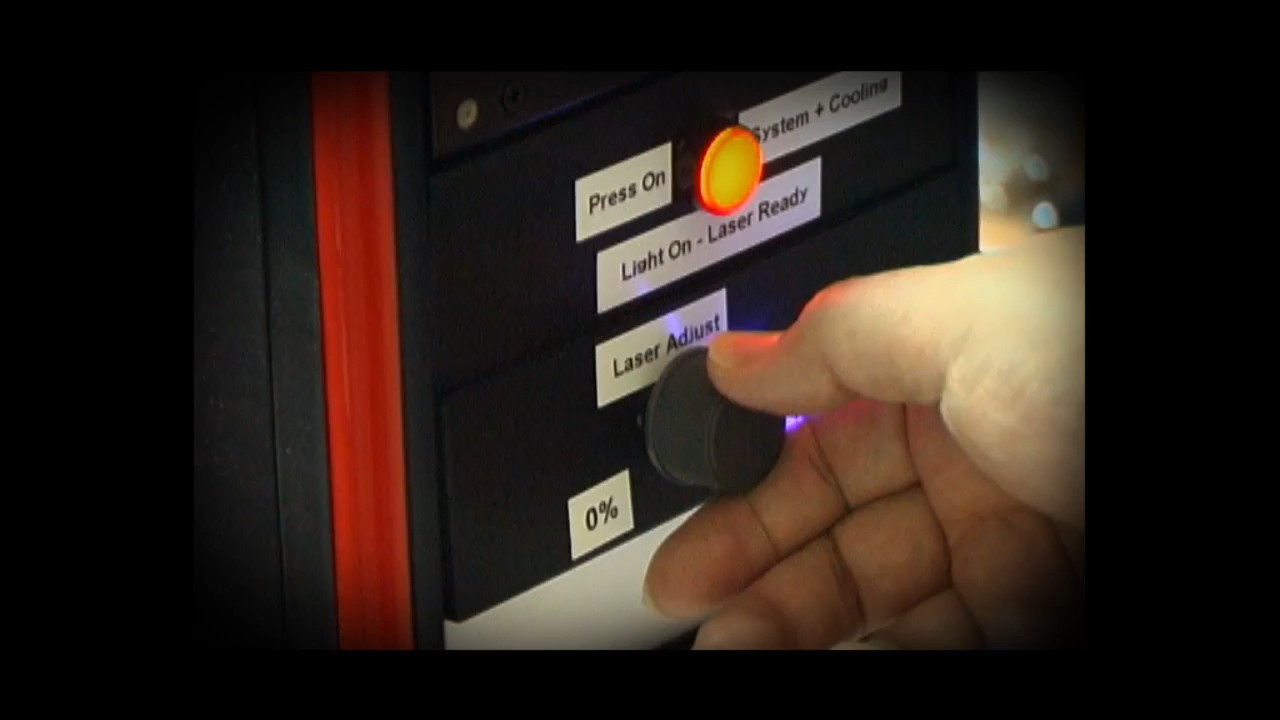 System + Cooling
Press On
Light On - Laser Ready
Laser Adjust
0%